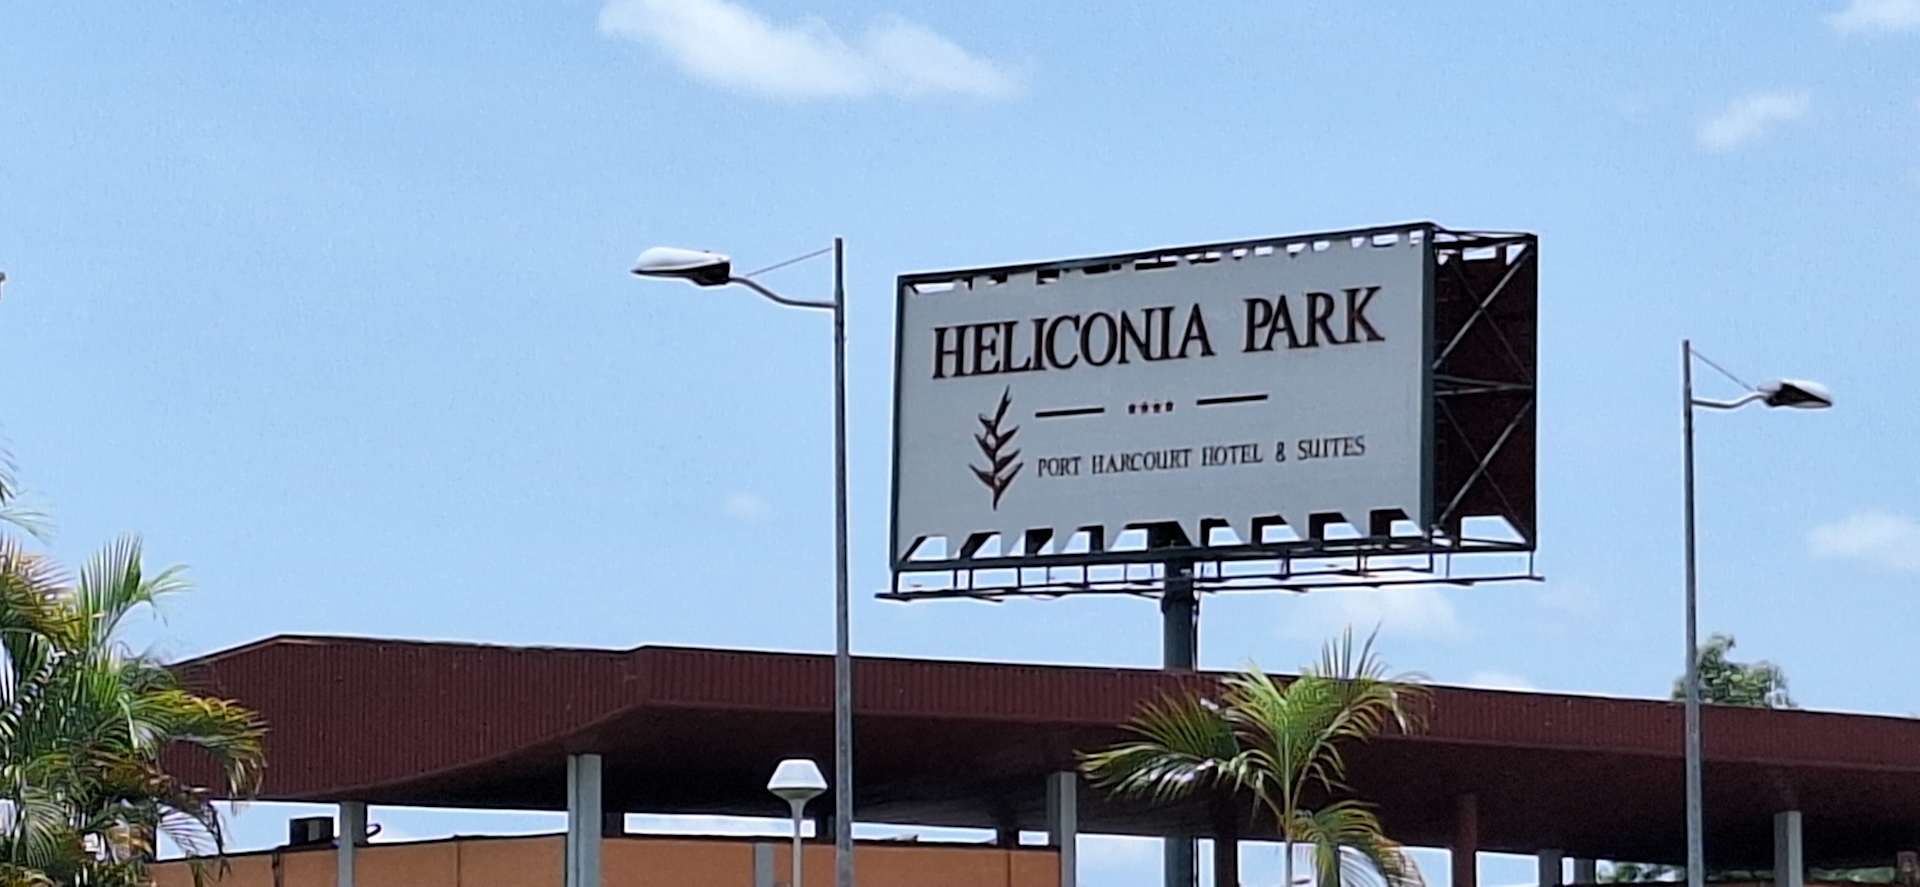 HELICONIA PARK
PORT HARCOURT HOTEL & SUITES